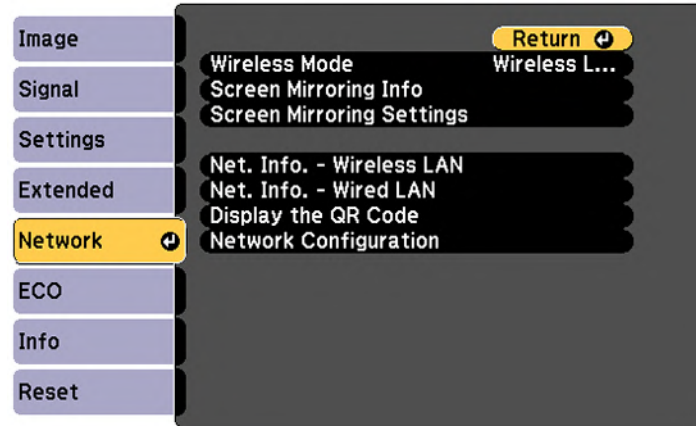 Image
Signal
Settings
Extended
Network
ECO
Info
Reset
Return
Wireless Mode Wireless L...
Screen Mirroring Info
Screen Mirroring Settings
Net. Info. - Wireless LAN
Net. Info. - Wired LAN
Display the QR Code
Network Configuration